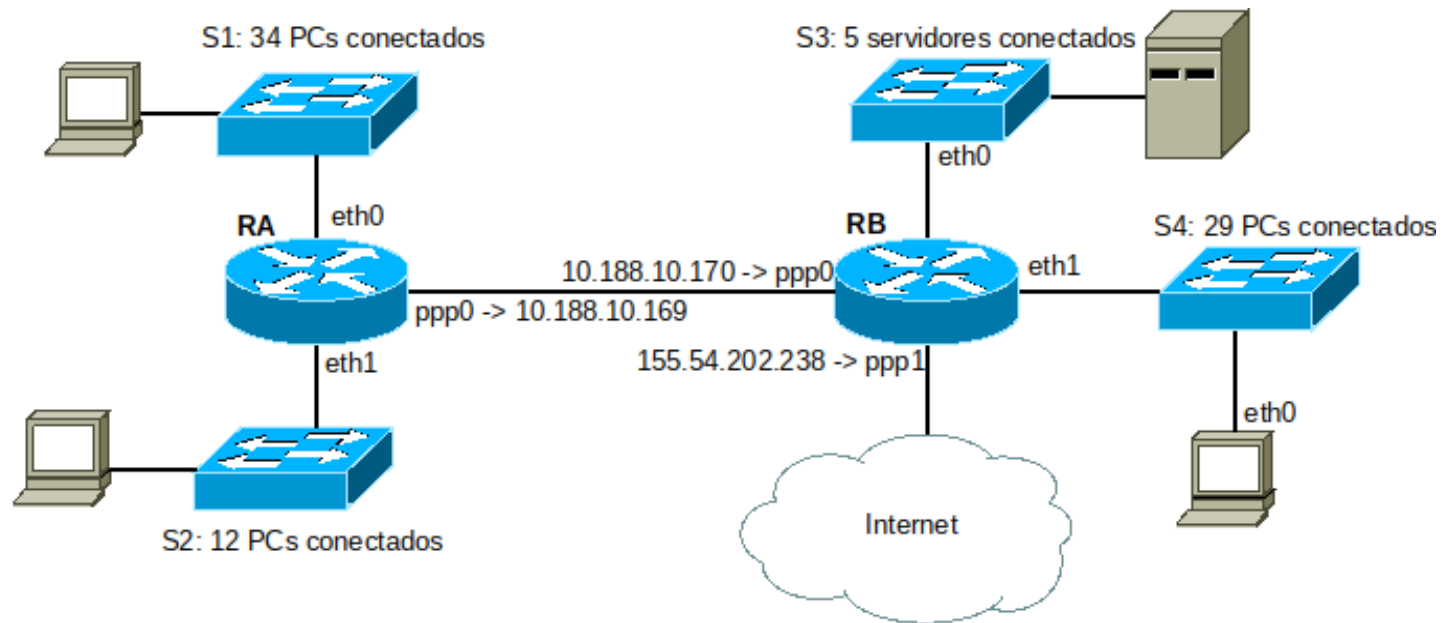 S1: 34 PCs conectados
S3: 5 servidores conectados
eth0
RA
eth0
RB
S4: 29 PCs conectados
eth1
10.188.10.170 -> ppp0
ppp0 -> 10.188.10.169
155.54.202.238 -> ppp1
eth1
eth0
Internet
S2: 12 PCs conectados